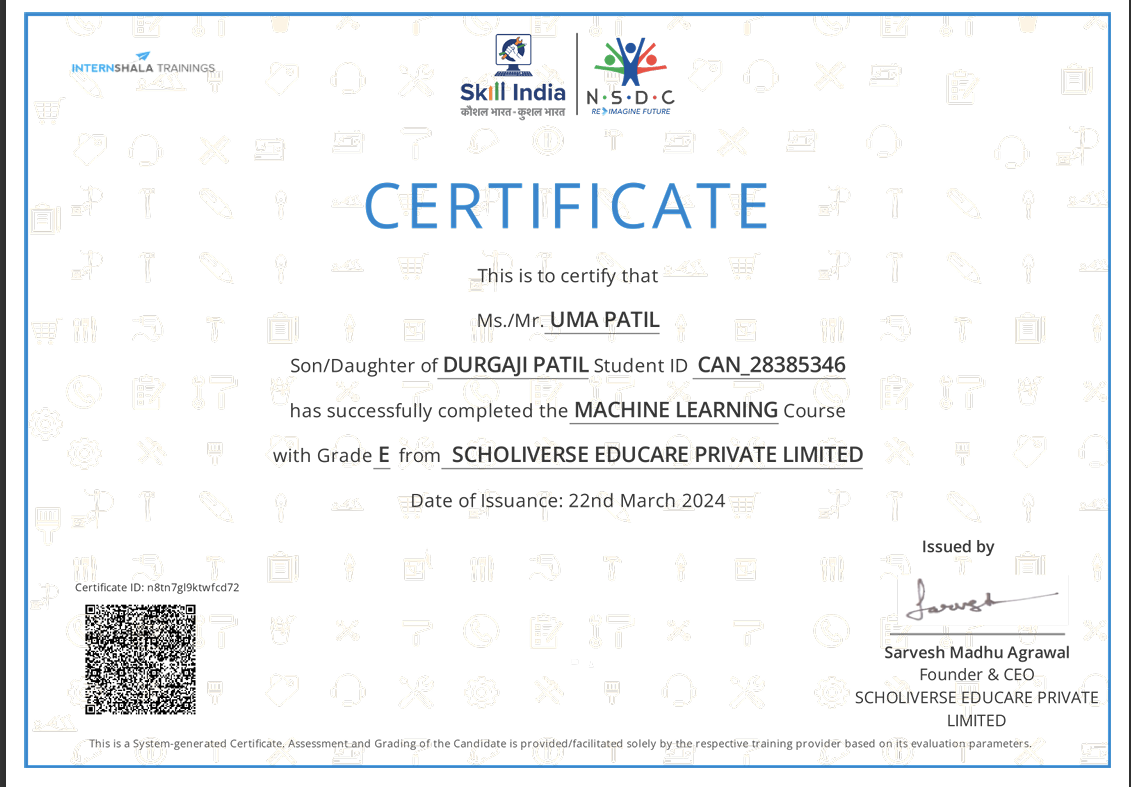 INTERNSHALA TRAININGS
Skill India
कौशल भारत - कुशल भारत
N·S·D·C
RE IMAGINE FUTURE
CERTIFICATE
This is to certify that
Ms./Mr. UMA PATIL
Son/Daughter of DURGAJI PATIL Student ID CAN_28385346
has successfully completed the MACHINE LEARNING Course
with Grade E from SCHOLIVERSE EDUCARE PRIVATE LIMITED
Date of Issuance: 22nd March 2024
Issued by
Certificate ID: n8tn7gl9ktwfcd72
Sarvesh
Sarvesh Madhu Agrawal
Founder & CEO
SCHOLIVERSE EDUCARE PRIVATE
LIMITED
This is a System-generated Certificate. Assessment and Grading of the Candidate is provided/facilitated solely by the respective training provider based on its evaluation parameters.